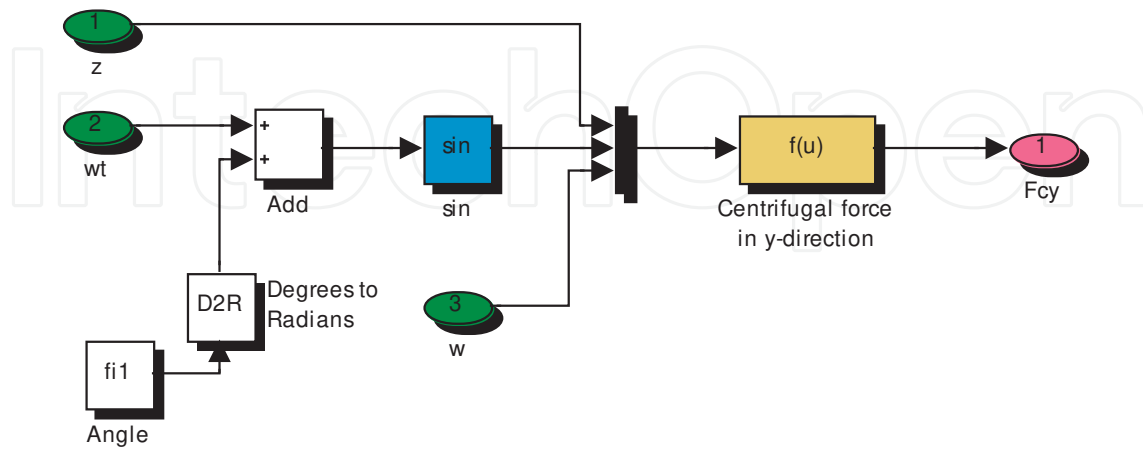 1
z
IntechOpen
2
wt
+
+
Add
sin
sin
f(u)
Centrifugal force
in y-direction
1
Fcy
D2R
Degrees to
Radians
3
w
fi1
Angle